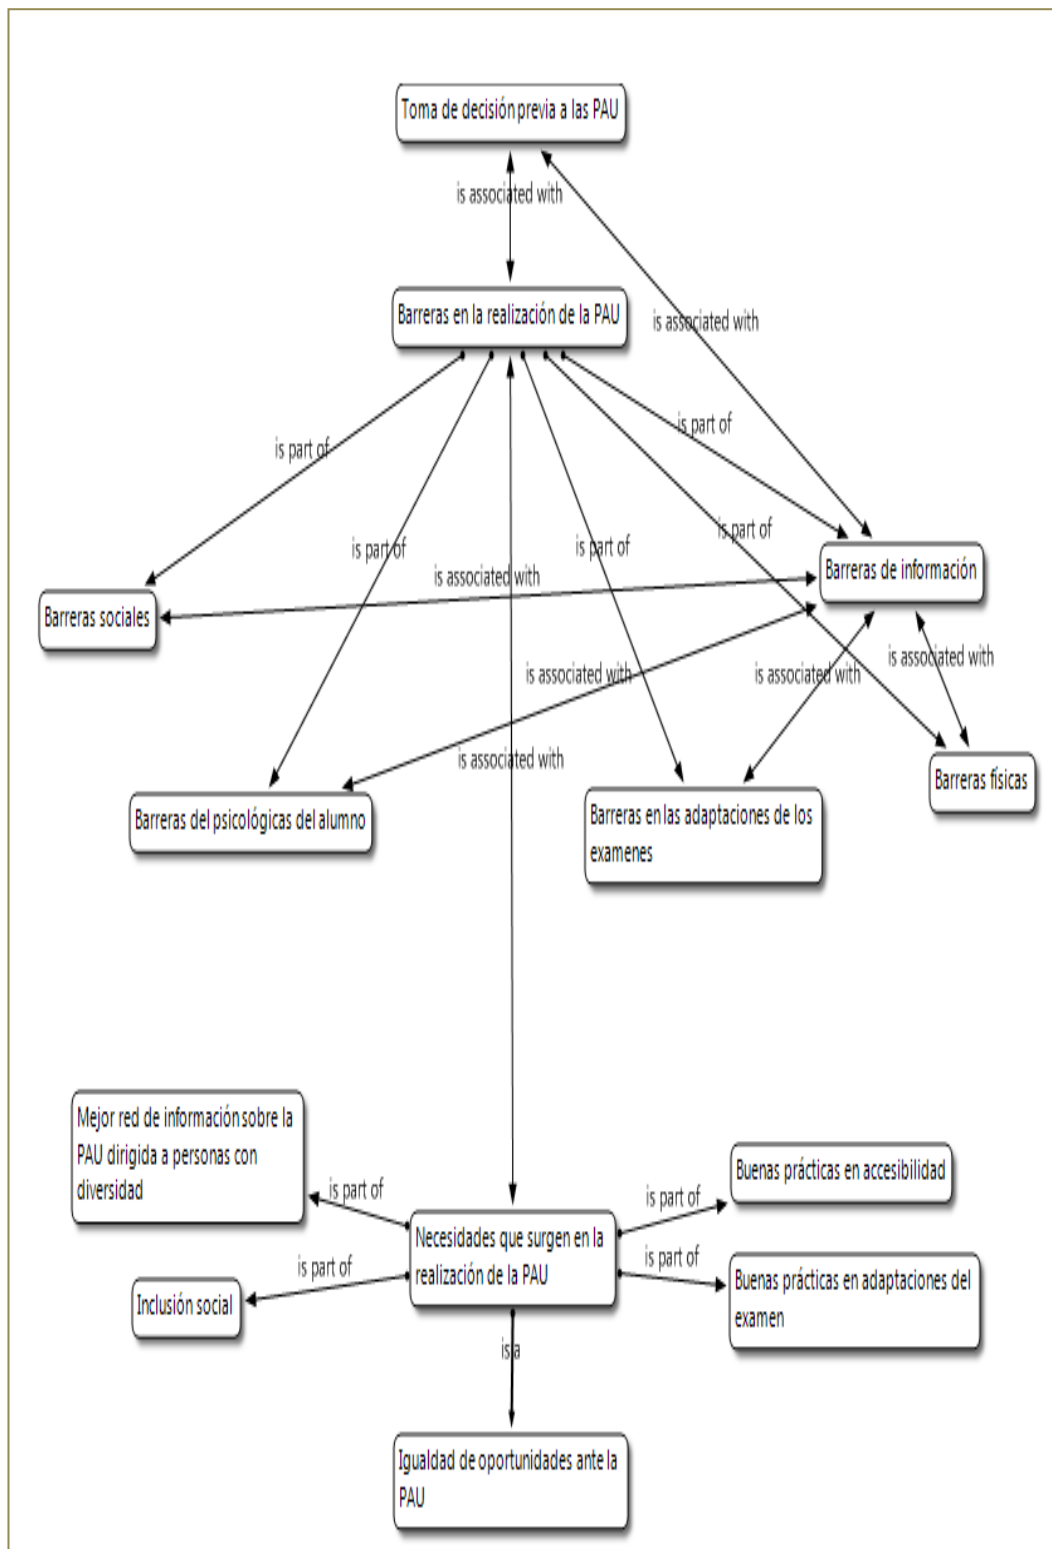 Toma de decisión previa a las PAU
is associated with
Barreras en la realización de la PAU
is associated with
is part of
is part of
is part of
is part of
is part of
is associated with
Barreras de información
Barreras sociales
is associated with
is associated with
is associated with
is associated with
Barreras físicas
Barreras del psicológicas del alumno
Barreras en las adaptaciones de los
examenes
Mejor red de información sobre la
PAU dirigida a personas con
diversidad
is part of
is part of
Buenas prácticas en accesibilidad
Necesidades que surgen en la
realización de la PAU
is part of
is part of
Inclusión social
Buenas prácticas en adaptaciones del
examen
is a
Igualdad de oportunidades ante la
PAU